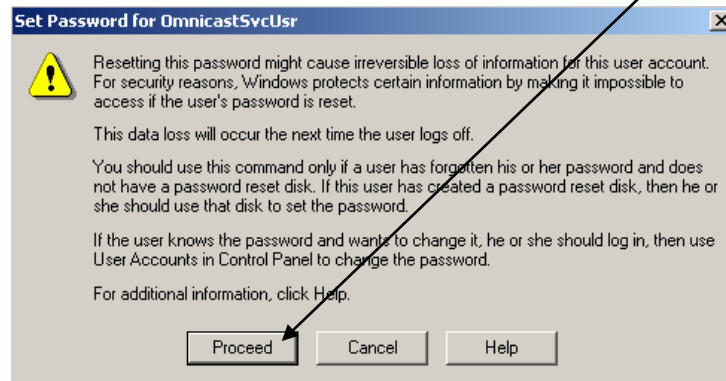 Set Password for OmnicastSvcUsr
Resetting this password might cause irreversible loss of information for this user account.
For security reasons, Windows protects certain information by making it impossible to
access if the user's password is reset.
This data loss will occur the next time the user logs off.
You should use this command only if a user has forgotten his or her password and does
not have a password reset disk. If this user has created a password reset disk, then he or
she should use that disk to set the password.
If the user knows the password and wants to change it, he or she should log in, then use
User Accounts in Control Panel to change the password.
For additional information, click Help.
Proceed Cancel Help